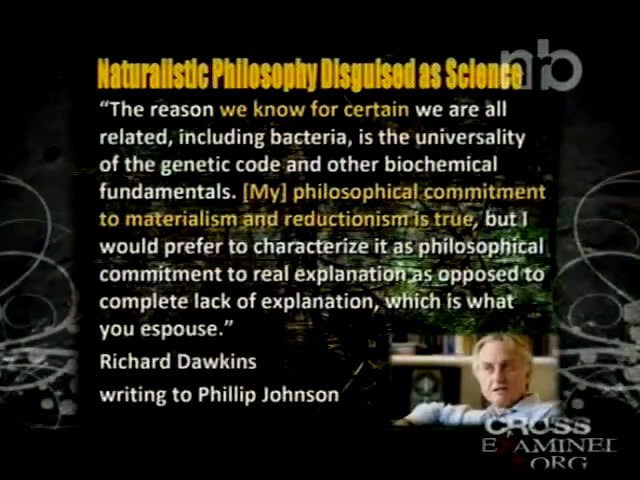 Naturalistic Philosophy Disguised as Science
nrb
“The reason we know for certain we are all
related, including bacteria, is the universality
of the genetic code and other biochemical
fundamentals. [My] philosophical commitment
to materialism and reductionism is true, but I
would prefer to characterize it as philosophical
commitment to real explanation as opposed to
complete lack of explanation, which is what
you espouse.”
Richard Dawkins
writing to Phillip Johnson
CROSS
EXAMINED
.ORG